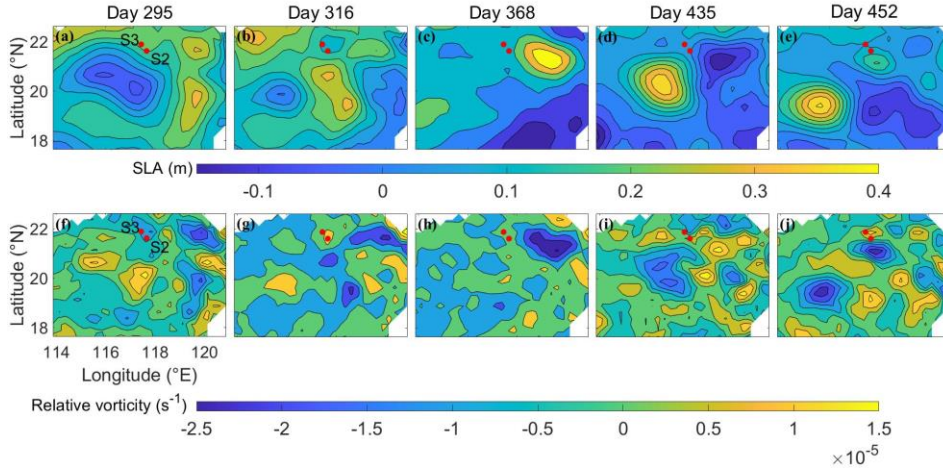 Day 295 Day 316 Day 368 Day 435 Day 452
22 (a) S3 S2 (b) (c) (d) (e)
Latitude (°N)
20
18
SLA (m) -0.1 0 0.1 0.2 0.3 0.4
22 (f) S3 S2 (g) (h) (i) (j)
Latitude (°N)
20
18
114 116 118 120
Longitude (°E)
Relative vorticity (s-1)
-2.5 -2 -1.5 -1 -0.5 0 0.5 1 1.5
×10-5